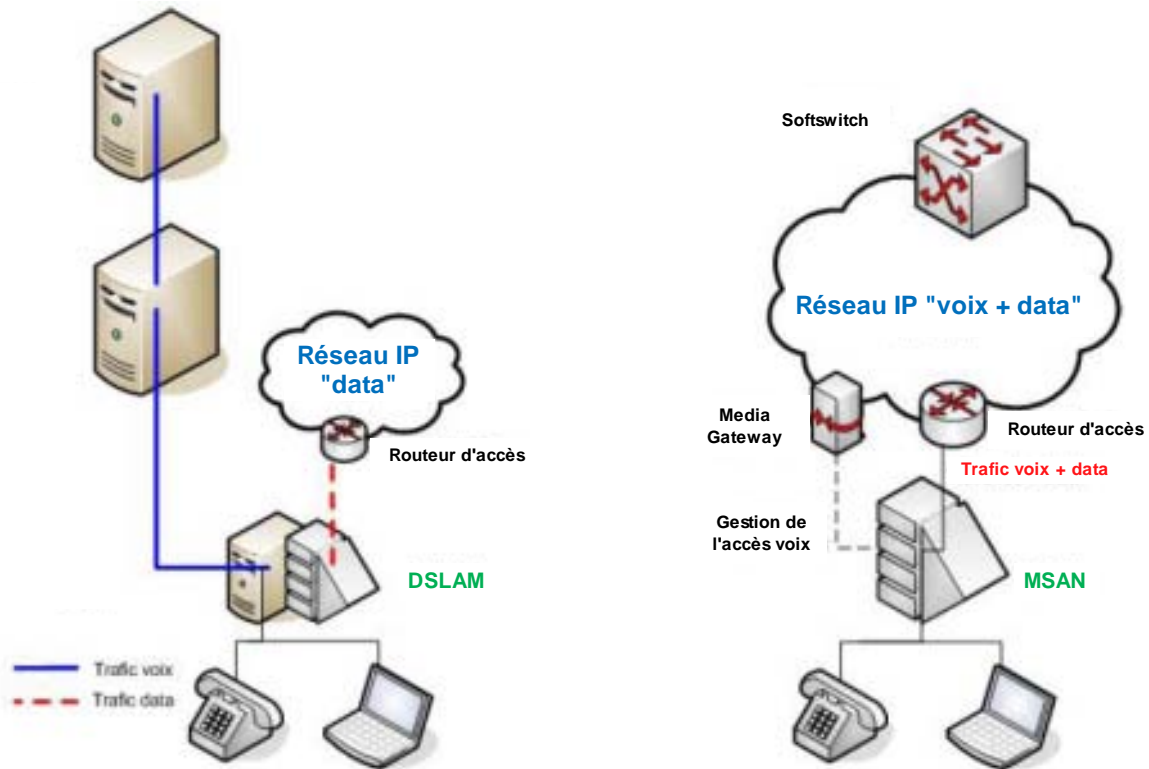 Réseau IP
"data"
Routeur d'accès
DSLAM
Trafic voix
Trafic data
Softswitch
Réseau IP "voix + data"
Media
Gateway
Routeur d'accès
Trafic voix + data
Gestion de
l'accès voix
MSAN